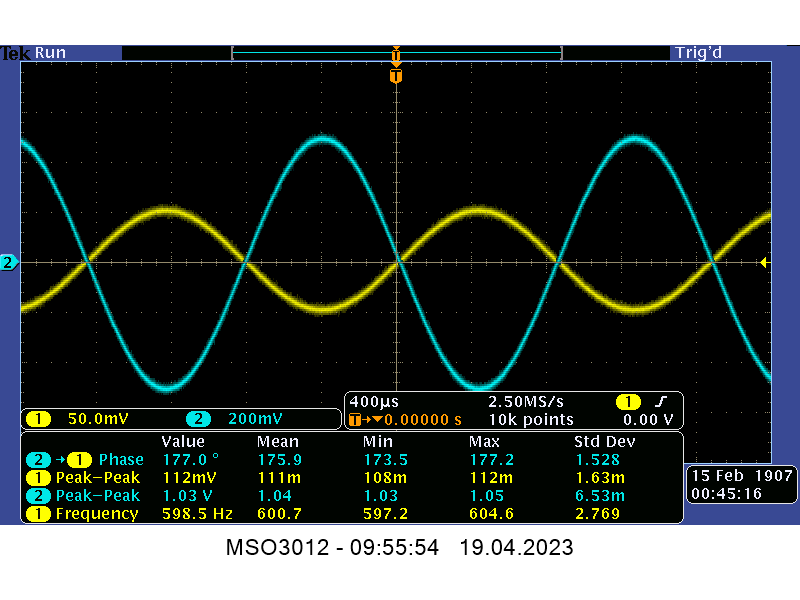 Tek Run Trig'd
T
T
2
400µs 2.50MS/s 1 ∫
T→▼0.00000 s 10k points 0.00 V
1 50.0mV 2 200mV
Value Mean Min Max Std Dev
2 →1 Phase 177.0 ° 175.9 173.5 177.2 1.528
1 Peak−Peak 112mV 111m 108m 112m 1.63m
2 Peak−Peak 1.03 V 1.04 1.03 1.05 6.53m
1 Frequency 598.5 Hz 600.7 597.2 604.6 2.769
15 Feb 1907
00:45:16
MSO3012 - 09:55:54 19.04.2023